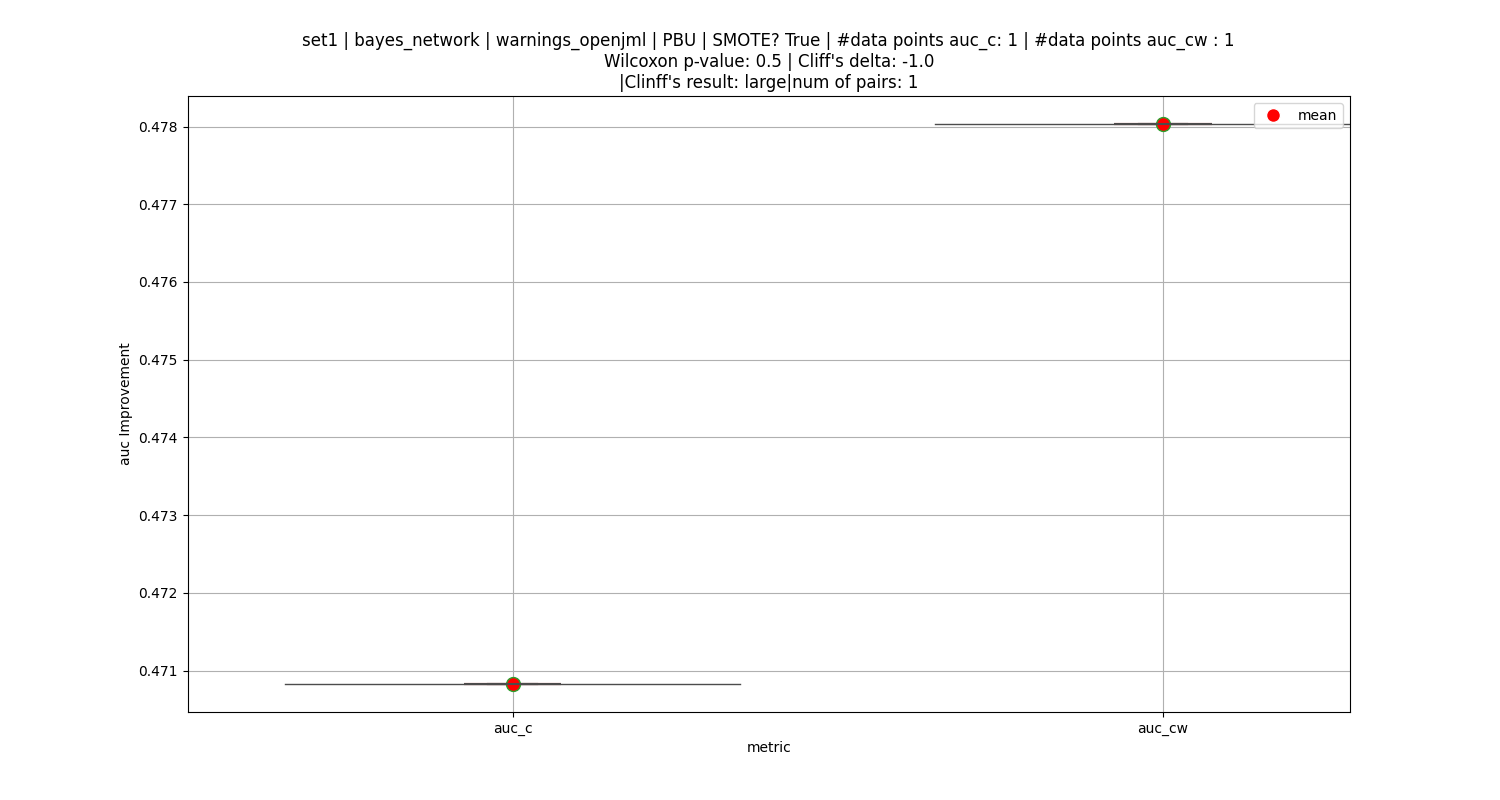 set1 | bayes_network | warnings_openjml | PBU | SMOTE? True | #data points auc_c: 1 | #data points auc_cw : 1
Wilcoxon p-value: 0.5 | Cliff's delta: -1.0
|Clinff's result: large|num of pairs: 1
mean
0.478
0.477
0.476
0.475
0.474
0.473
0.472
0.471
auc Improvement
auc_c
auc_cw
metric